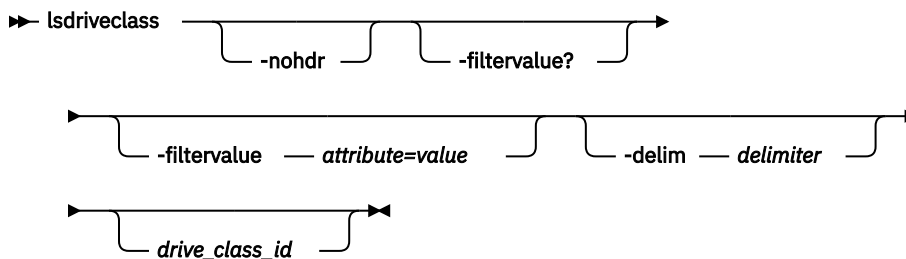 lsdriveclass
-nohdr -filtervalue?
-filtervalue attribute=value -delim delimiter
drive_class_id